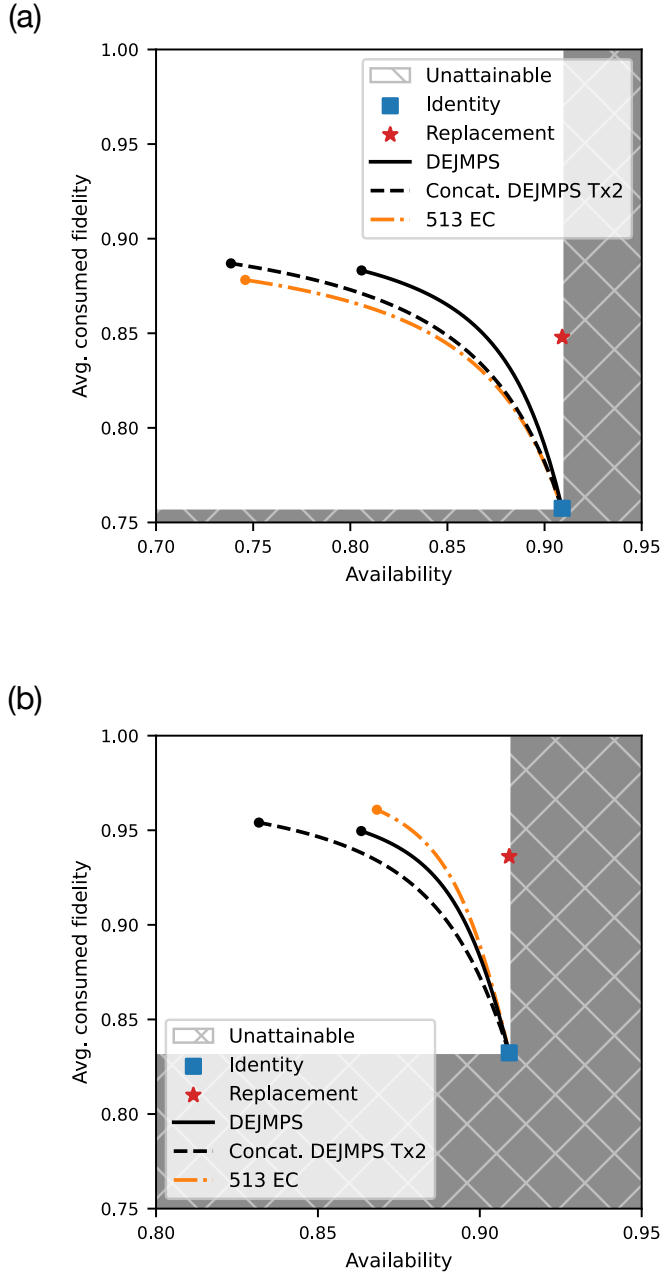 (a)
1.00
0.95
0.90
0.85
0.80
0.75
Avg. consumed fidelity
Unattainable
Identity
Replacement
DEJMPS
Concat. DEJMPS Tx2
513 EC
0.70
0.75
0.80
0.85
0.90
0.95
Availability
(b)
1.00
0.95
0.90
0.85
0.80
0.75
Avg. consumed fidelity
Unattainable
Identity
Replacement
DEJMPS
Concat. DEJMPS Tx2
513 EC
0.80
0.85
0.90
0.95
Availability